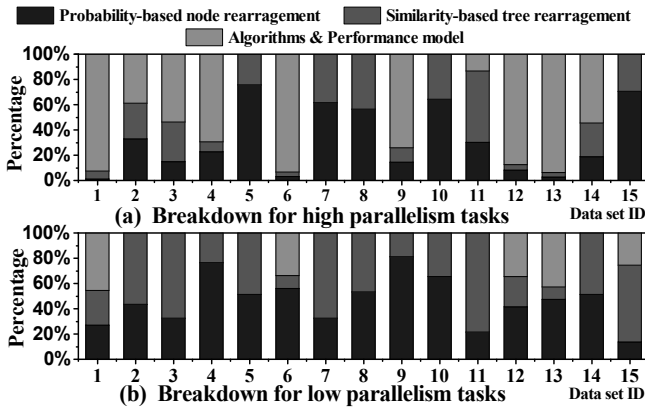 Probability-based node rearragement Similarity-based tree rearragement
Algorithms & Performance model
Percentage
100%
80%
60%
40%
20%
0%
1 2 3 4 5 6 7 8 9 10 11 12 13 14 15
(a) Breakdown for high parallelism tasks Data set ID
Percentage
100%
80%
60%
40%
20%
0%
1 2 3 4 5 6 7 8 9 10 11 12 13 14 15
(b) Breakdown for low parallelism tasks Data set ID